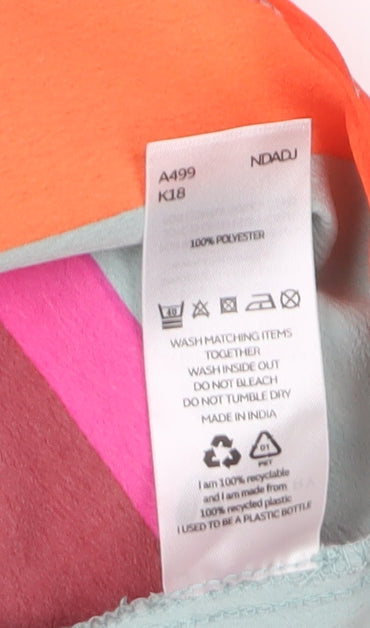 A499 NDADJ
K18
100% POLYESTER
40
WASH MATCHING ITEMS
TOGETHER
WASH INSIDE OUT
DO NOT BLEACH
DO NOT TUMBLE DRY
MADE IN INDIA
01
PET
I am 100% recyclable
and I am made from
100% recycled plastic
I USED TO BE A PLASTIC BOTTLE